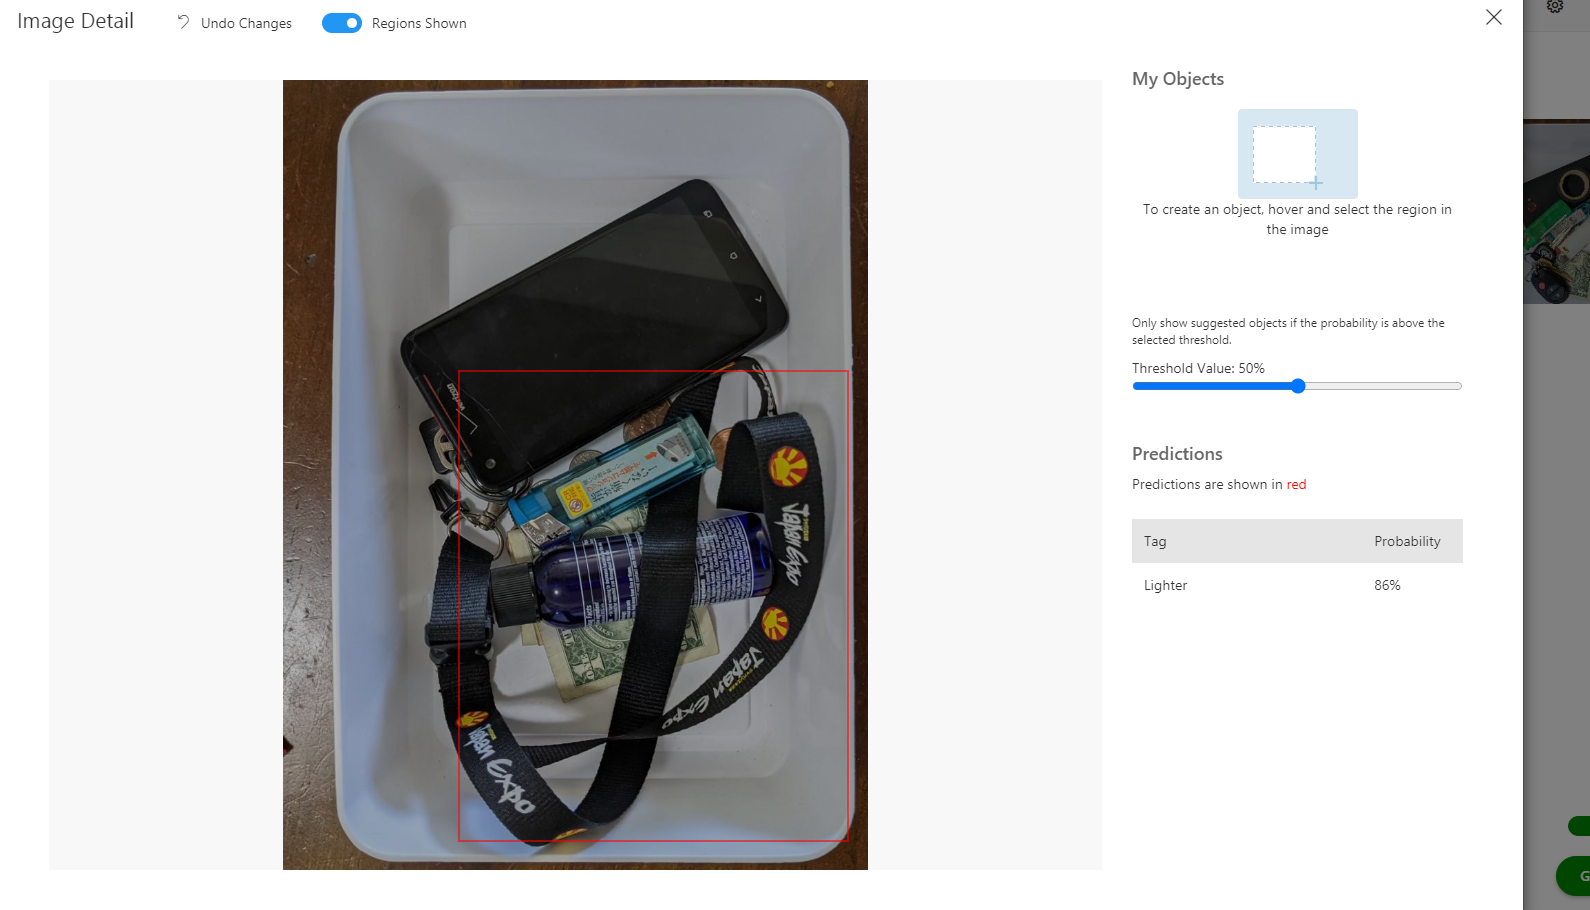 Image Detail
Undo Changes
Regions Shown
My Objects
To create an object, hover and select the region in
the image
Only show suggested objects if the probability is above the
selected threshold.
Threshold Value: 50%
Predictions
Predictions are shown in red
Tag Probability
Lighter 86%
verizon
Japan Expo
Japan Expo
Japan Expo
G